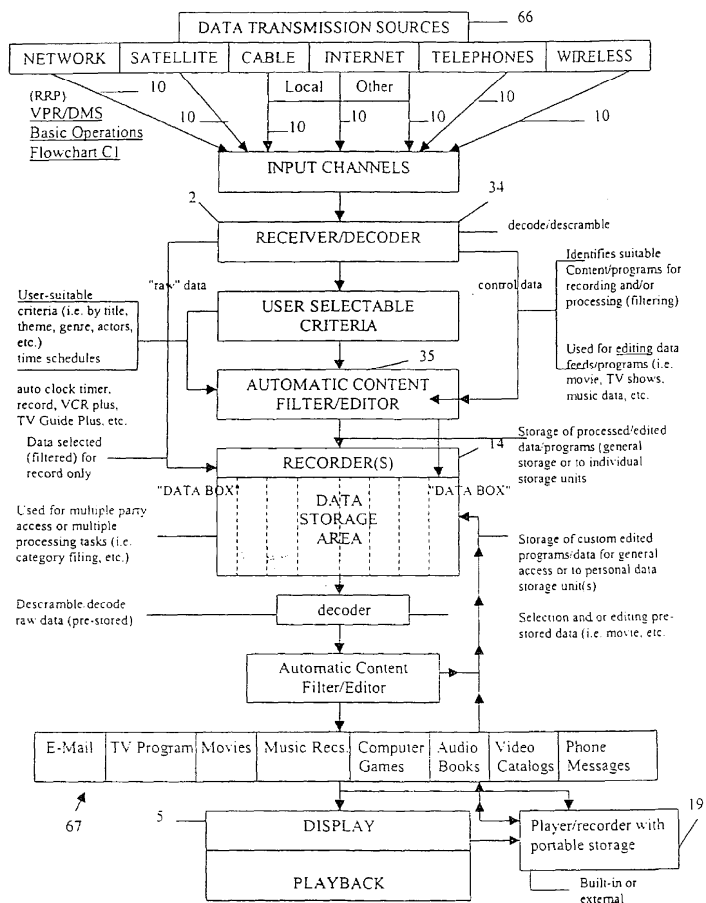 DATA TRANSMISSION SOURCES
66
NETWORK
SATELLITE
CABLE
INTERNET
TELEPHONES
WIRELESS
Local
Other
10
10
10
10
10
10
10
(RRP)
VPR/DMS
Basic Operations
Flowchart C1
INPUT CHANNELS
2
34
RECEIVER/DECODER
decode/descramble
"raw" data
control data
Identifies suitable
Content/programs for
recording and/or
processing (filtering)
User-suitable
criteria (i.e. by title,
theme, genre, actors,
etc.)
time schedules
USER SELECTABLE
CRITERIA
35
Used for editing data
feeds/programs (i.e.
movie, TV shows,
music data, etc.
AUTOMATIC CONTENT
FILTER/EDITOR
auto clock timer,
record, VCR plus,
TV Guide Plus, etc.
Data selected
(filtered) for
record only
Storage of processed/edited
data/programs (general
storage or to individual
storage units
14
RECORDER(S)
"DATA BOX"
"DATA BOX"
DATA
STORAGE
AREA
Used for multiple party
access or multiple
processing tasks (i.e.
category filing, etc.)
Storage of custom edited
programs/data for general
access or to personal data
storage unit(s)
Descramble/decode
raw data (pre-stored)
decoder
Selection and or editing pre-
stored data (i.e. movie, etc.
Automatic Content
Filter/Editor
E-Mail
TV Program
Movies
Music Recs.
Computer
Games
Audio
Books
Video
Catalogs
Phone
Messages
67
5
DISPLAY
PLAYBACK
19
Player/recorder with
portable storage
Built-in or
external